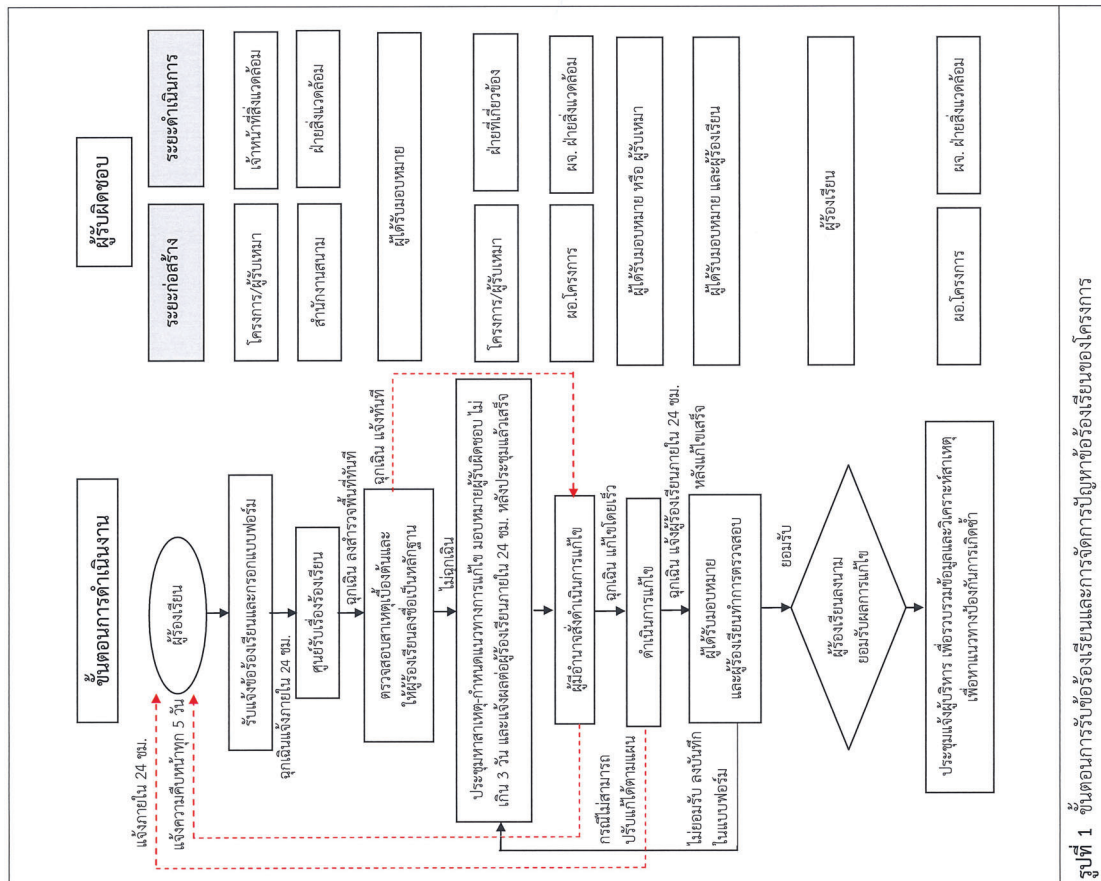 ขั้นตอนการดำเนินงาน
ผู้รับผิดชอบ
ระยะก่อสร้าง
ระยะดำเนินการ
แจ้งภายใน 24 ชม.
แจ้งความคืบหน้าทุก 5 วัน
ผู้ร้องเรียน
รับแจ้งข้อร้องเรียนและกรอกแบบฟอร์ม
โครงการ/ผู้รับเหมา
เจ้าหน้าที่สิ่งแวดล้อม
ฉุกเฉินแจ้งภายใน 24 ชม.
ศูนย์รับเรื่องร้องเรียน
สำนักงานสนาม
ฝ่ายสิ่งแวดล้อม
ฉุกเฉิน ลงสำรวจพื้นที่ทันที
ตรวจสอบสาเหตุเบื้องต้นและ
ให้ผู้ร้องเรียนลงชื่อเป็นหลักฐาน
ผู้ได้รับมอบหมาย
ฉุกเฉิน แจ้งทันที
ไม่ฉุกเฉิน
ประชุมหาสาเหตุ-กำหนดแนวทางการแก้ไข มอบหมายผู้รับผิดชอบ ไม่
เกิน 3 วัน และแจ้งผลต่อผู้ร้องเรียนภายใน 24 ชม. หลังประชุมแล้วเสร็จ
โครงการ/ผู้รับเหมา
ฝ่ายที่เกี่ยวข้อง
ผู้มีอำนาจสั่งดำเนินการแก้ไข
ผอ.โครงการ
ผจ. ฝ่ายสิ่งแวดล้อม
ฉุกเฉิน แก้ไขโดยเร็ว
กรณีไม่สามารถ
ปรับแก้ได้ตามแผน
ดำเนินการแก้ไข
ผู้ได้รับมอบหมาย หรือ ผู้รับเหมา
ฉุกเฉิน แจ้งผู้ร้องเรียนภายใน 24 ชม.
หลังแก้ไขเสร็จ
ไม่ยอมรับ ลงบันทึก
ในแบบฟอร์ม
ผู้ได้รับมอบหมาย
และผู้ร้องเรียนทำการตรวจสอบ
ผู้ได้รับมอบหมาย และผู้ร้องเรียน
ยอมรับ
ผู้ร้องเรียนลงนาม
ยอมรับผลการแก้ไข
ผู้ร้องเรียน
ประชุมแจ้งผู้บริหาร เพื่อรวบรวมข้อมูลและวิเคราะห์สาเหตุ
เพื่อหาแนวทางป้องกันการเกิดซ้ำ
ผอ.โครงการ
ผจ. ฝ่ายสิ่งแวดล้อม
รูปที่ 1 ขั้นตอนการรับข้อร้องเรียนและการจัดการปัญหาข้อร้องเรียนของโครงการ